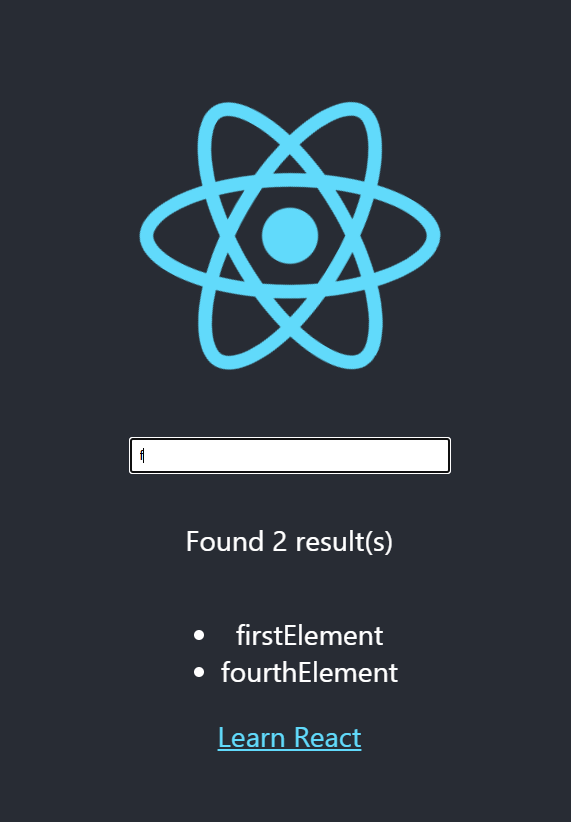 f
Found 2 result(s)
firstElement
fourthElement
Learn React